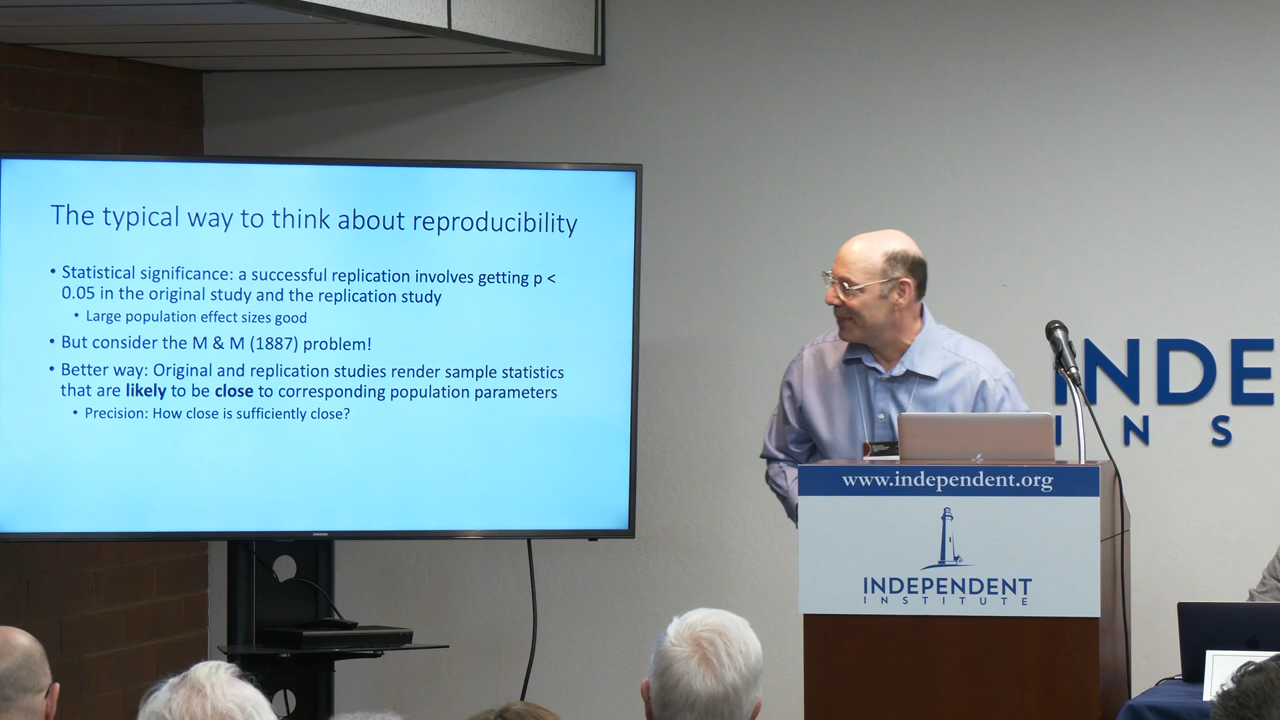 The typical way to think about reproducibility
• Statistical significance: a successful replication involves getting p <
0.05 in the original study and the replication study
• Large population effect sizes good
• But consider the M & M (1887) problem!
• Better way: Original and replication studies render sample statistics
that are likely to be close to corresponding population parameters
• Precision: How close is sufficiently close?
SAMSUNG
INDE
INS
www.independent.org
INDEPENDENT
INSTITUTE